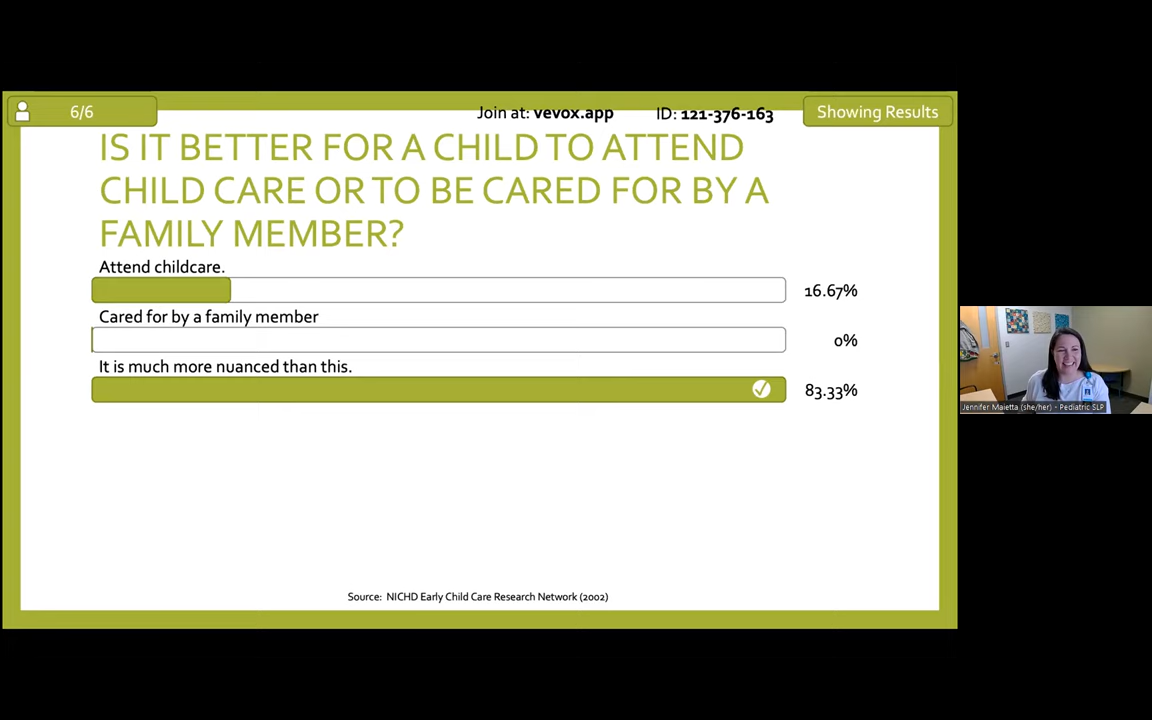 6/6
Join at: vevox.app
ID: 121-376-163
Showing Results
IS IT BETTER FOR A CHILD TO ATTEND
CHILD CARE OR TO BE CARED FOR BY A
FAMILY MEMBER?
Attend childcare.
16.67%
Cared for by a family member
0%
It is much more nuanced than this.
83.33%
Jennifer Maietta (she/her) - Pediatric SLP
Source: NICHD Early Child Care Research Network (2002)